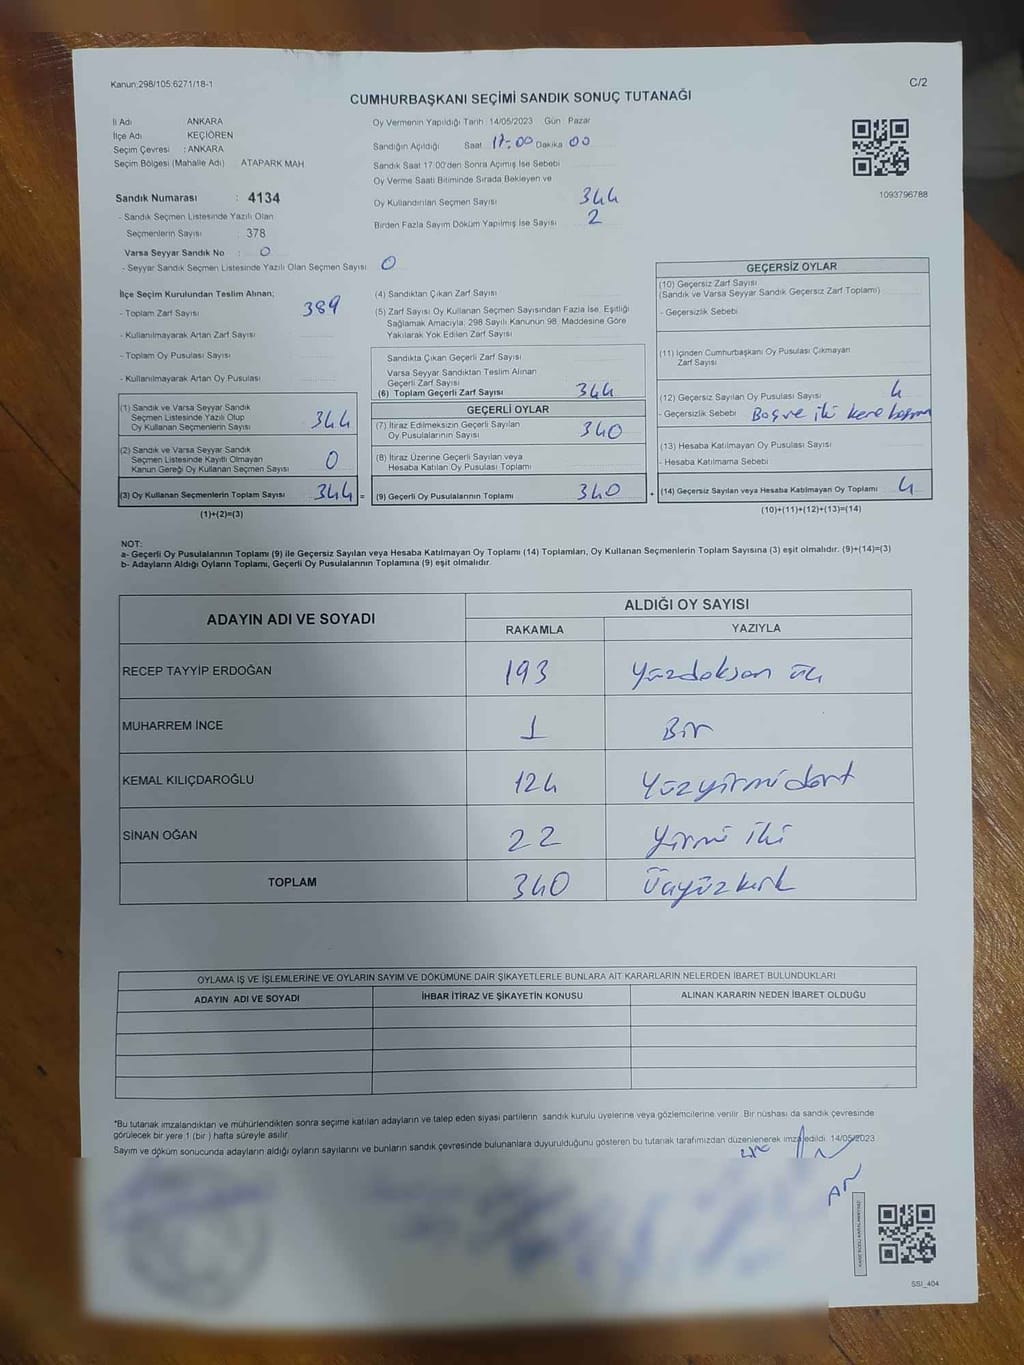 Kanun:298/105:6271/18-1
C/2
CUMHURBAŞKANI SEÇİMİ SANDIK SONUÇ TUTANAĞI
İl Adı ANKARA
İlçe Adı KEÇİÖREN
Seçim Çevresi : ANKARA
Seçim Bölgesi (Mahalle Adı) ATAPARK MAH
Oy Vermenin Yapıldığı Tarih :14/05/2023 Gün : Pazar
Sandığın Açıldığı Saat 17:00 Dakika 00
Sandık Saat 17:00'den Sonra Açımış İse Sebebi
Oy Verme Saati Bitiminde Sırada Bekleyen ve
Oy Kullandırılan Seçmen Sayısı 344
Birden Fazla Sayım Döküm Yapılmış İse Sayısı 2
1093796788
Sandık Numarası : 4134
- Sandık Seçmen Listesinde Yazılı Olan
Seçmenlerin Sayısı : 378
Varsa Seyyar Sandık No : 0
- Seyyar Sandık Seçmen Listesinde Yazılı Olan Seçmen Sayısı 0
İlçe Seçim Kurulundan Teslim Alınan;
- Toplam Zarf Sayısı 389
- Kullanılmayarak Artan Zarf Sayısı
- Toplam Oy Pusulası Sayısı
- Kullanılmayarak Artan Oy Pusulası
(1) Sandık ve Varsa Seyyar Sandık
Seçmen Listesinde Yazılı Olup
Oy Kullanan Seçmenlerin Sayısı 344
(2) Sandık ve Varsa Seyyar Sandık
Seçmen Listesinde Kayıtlı Olmayan
Kanun Gereği Oy Kullanan Seçmen Sayısı 0
(3) Oy Kullanan Seçmenlerin Toplam Sayısı 344 =
(1)+(2)=(3)
(4) Sandıktan Çıkan Zarf Sayısı
(5) Zarf Sayısı Oy Kullanan Seçmen Sayısından Fazla İse, Eşitliği
Sağlamak Amacıyla, 298 Sayılı Kanunun 98. Maddesine Göre
Yakılarak Yok Edilen Zarf Sayısı
Sandıkta Çıkan Geçerli Zarf Sayısı
Varsa Seyyar Sandıktan Teslim Alınan
Geçerli Zarf Sayısı
(6) Toplam Geçerli Zarf Sayısı 344
GEÇERLİ OYLAR
(7) İtiraz Edilmeksizin Geçerli Sayılan
Oy Pusulalarının Sayısı 340
(8) İtiraz Üzerine Geçerli Sayılan veya
Hesaba Katılan Oy Pusulası Toplamı
(9) Geçerli Oy Pusulalarının Toplamı 340 +
GEÇERSİZ OYLAR
(10) Geçersiz Zarf Sayısı
(Sandık ve Varsa Seyyar Sandık Geçersiz Zarf Toplamı)
- Geçersizlik Sebebi
(11) İçinden Cumhurbaşkanı Oy Pusulası Çıkmayan
Zarf Sayısı
(12) Geçersiz Sayılan Oy Pusulası Sayısı 4
- Geçersizlik Sebebi Boş ve iki kere basma
(13) Hesaba Katılmayan Oy Pusulası Sayısı
- Hesaba Katılmama Sebebi
(14) Geçersiz Sayılan veya Hesaba Katılmayan Oy Toplamı 4
(10)+(11)+(12)+(13)=(14)
NOT:
a- Geçerli Oy Pusulalarının Toplamı (9) ile Geçersiz Sayılan veya Hesaba Katılmayan Oy Toplamı (14) Toplamları, Oy Kullanan Seçmenlerin Toplam Sayısına (3) eşit olmalıdır. (9)+(14)=(3)
b- Adayların Aldığı Oyların Toplamı, Geçerli Oy Pusulalarının Toplamına (9) eşit olmalıdır.
ADAYIN ADI VE SOYADI
ALDIĞI OY SAYISI
RAKAMLA YAZIYLA
RECEP TAYYİP ERDOĞAN 193 Yüzdoksan üç
MUHARREM İNCE 1 Bir
KEMAL KILIÇDAROĞLU 124 Yüzyirmi dört
SİNAN OĞAN 22 Yirmi iki
TOPLAM 340 Üçyüzkırk
OYLAMA İŞ VE İŞLEMLERİNE VE OYLARIN SAYIM VE DÖKÜMÜNE DAİR ŞİKAYETLERLE BUNLARA AİT KARARLARIN NELERDEN İBARET BULUNDUKLARI
ADAYIN ADI VE SOYADI İHBAR İTİRAZ VE ŞİKAYETİN KONUSU ALINAN KARARIN NEDEN İBARET OLDUĞU
*Bu tutanak imzalandıktan ve mühürlendikten sonra seçime katılan adayların ve talep eden siyasi partilerin sandık kurulu üyelerine veya gözlemcilerine verilir. Bir nüshası da sandık çevresinde
görülecek bir yere 1 (bir ) hafta süreyle asılır.
Sayım ve döküm sonucunda adayların aldığı oyların sayılarını ve bunların sandık çevresinde bulunanlara duyurulduğunu gösteren bu tutanak tarafımızdan düzenlenerek imza edildi. 14/05/2023
SSI_404